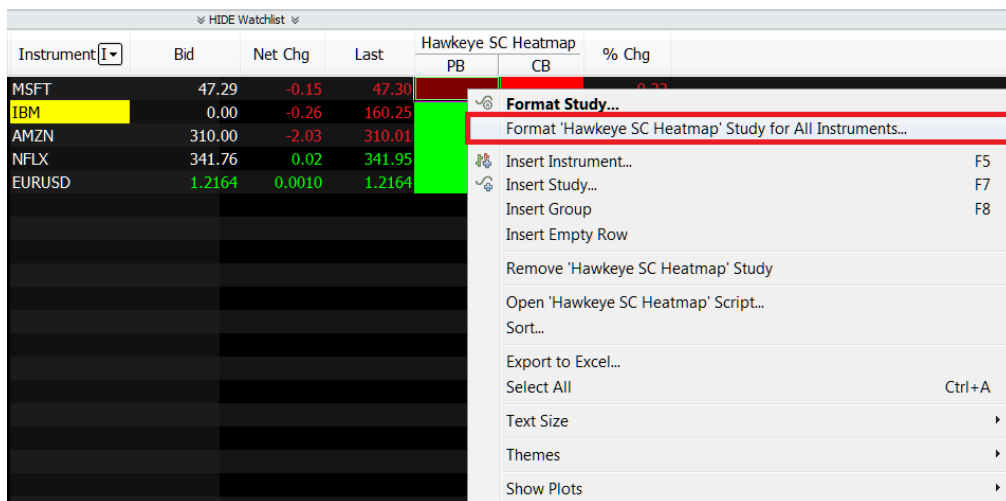 HIDE Watchlist
Instrument I Bid Net Chg Last Hawkeye SC Heatmap % Chg
PB CB
MSFT 47.29 -0.15 47.30
IBM 0.00 -0.26 160.25
AMZN 310.00 -2.03 310.01
NFLX 341.76 0.02 341.95
EURUSD 1.2164 0.0010 1.2164
Format Study...
Format 'Hawkeye SC Heatmap' Study for All Instruments...
Insert Instrument... F5
Insert Study... F7
Insert Group F8
Insert Empty Row
Remove 'Hawkeye SC Heatmap' Study
Open 'Hawkeye SC Heatmap' Script...
Sort...
Export to Excel...
Select All Ctrl+A
Text Size
Themes
Show Plots